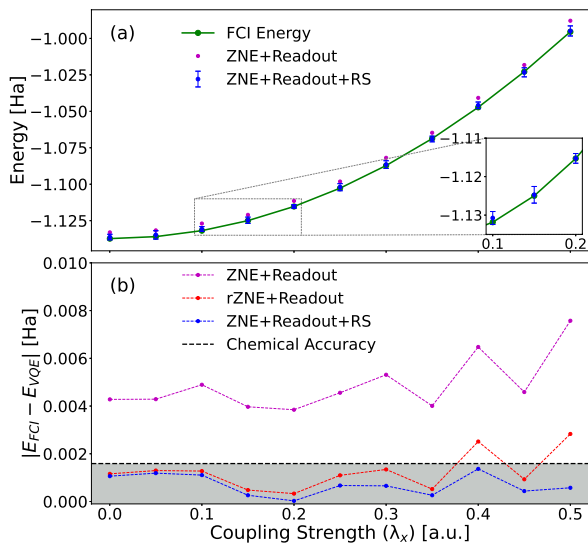 (a)
FCI Energy
ZNE+Readout
ZNE+Readout+RS
Energy [Ha]
−1.000
−1.025
−1.050
−1.075
−1.100
−1.125
−1.11
−1.12
−1.13
0.1
0.2
(b)
ZNE+Readout
rZNE+Readout
ZNE+Readout+RS
Chemical Accuracy
|E_FCI − E_VQE| [Ha]
0.010
0.008
0.006
0.004
0.002
0.000
0.0
0.1
0.2
0.3
0.4
0.5
Coupling Strength (λ_x) [a.u.]